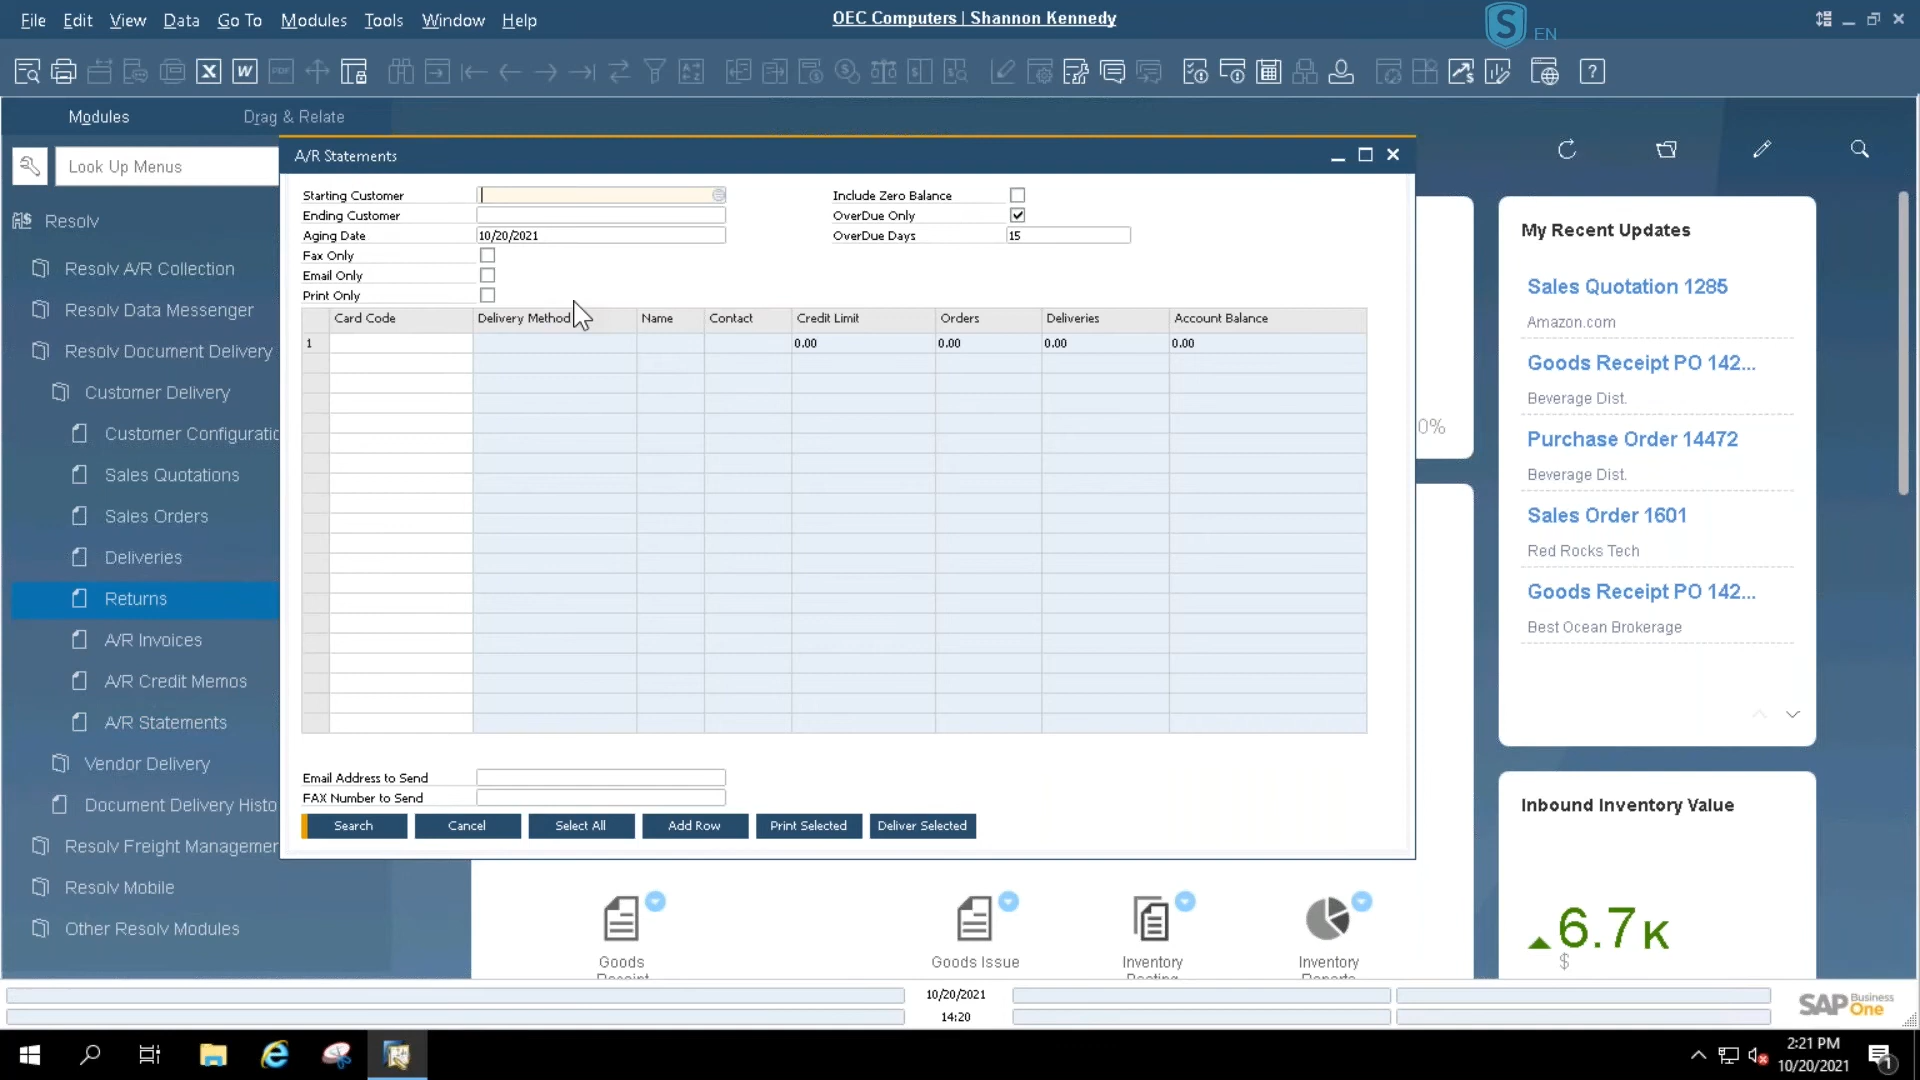 File Edit View Data Go To Modules Tools Window Help
OEC Computers | Shannon Kennedy
EN
Modules
Drag & Relate
Look Up Menus
Resolv
Resolv A/R Collection
Resolv Data Messenger
Resolv Document Delivery
Customer Delivery
Customer Configuratic
Sales Quotations
Sales Orders
Deliveries
Returns
A/R Invoices
A/R Credit Memos
A/R Statements
Vendor Delivery
Document Delivery Histo
Resolv Freight Managemer
Resolv Mobile
Other Resolv Modules
A/R Statements
Starting Customer
Ending Customer
Aging Date 10/20/2021
Fax Only
Email Only
Print Only
Include Zero Balance
OverDue Only
OverDue Days 15
Card Code Delivery Method Name Contact Credit Limit Orders Deliveries Account Balance
1 0.00 0.00 0.00 0.00
Email Address to Send
FAX Number to Send
Search Cancel Select All Add Row Print Selected Deliver Selected
0%
My Recent Updates
Sales Quotation 1285
Amazon.com
Goods Receipt PO 142...
Beverage Dist.
Purchase Order 14472
Beverage Dist.
Sales Order 1601
Red Rocks Tech
Goods Receipt PO 142...
Best Ocean Brokerage
Inbound Inventory Value
6.7K
$
Goods
Receipt
Goods Issue
Inventory
Posting
Inventory
Reports
10/20/2021
14:20
SAP Business One
2:21 PM
10/20/2021
1